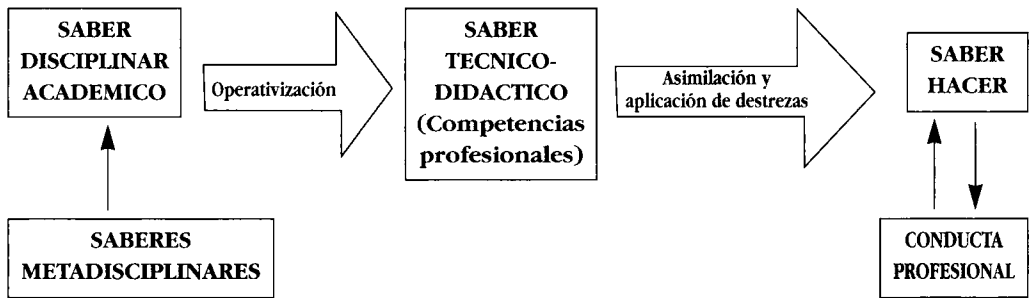 SABER
DISCIPLINAR
ACADEMICO
Operativización
SABER
TECNICO-
DIDACTICO
(Competencias
profesionales)
Asimilación y
aplicación de destrezas
SABER
HACER
SABERES
METADISCIPLINARES
CONDUCTA
PROFESIONAL